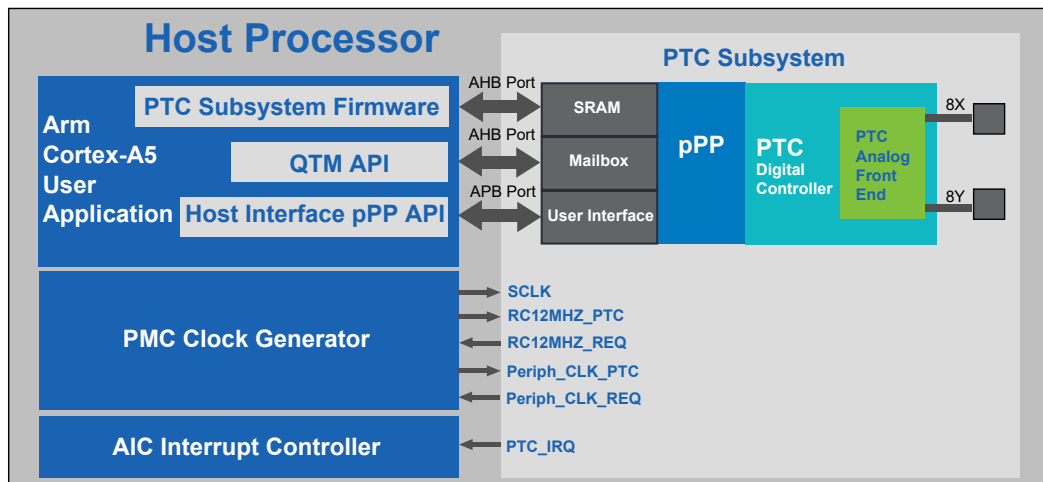 Host Processor
PTC Subsystem
Arm
Cortex-A5
User
Application
PTC Subsystem Firmware
QTM API
Host Interface pPP API
AHB Port
AHB Port
APB Port
SRAM
Mailbox
User Interface
pPP
PTC
Digital
Controller
PTC
Analog
Front
End
8X
8Y
PMC Clock Generator
SCLK
RC12MHZ_PTC
RC12MHZ_REQ
Periph_CLK_PTC
Periph_CLK_REQ
AIC Interrupt Controller
PTC_IRQ